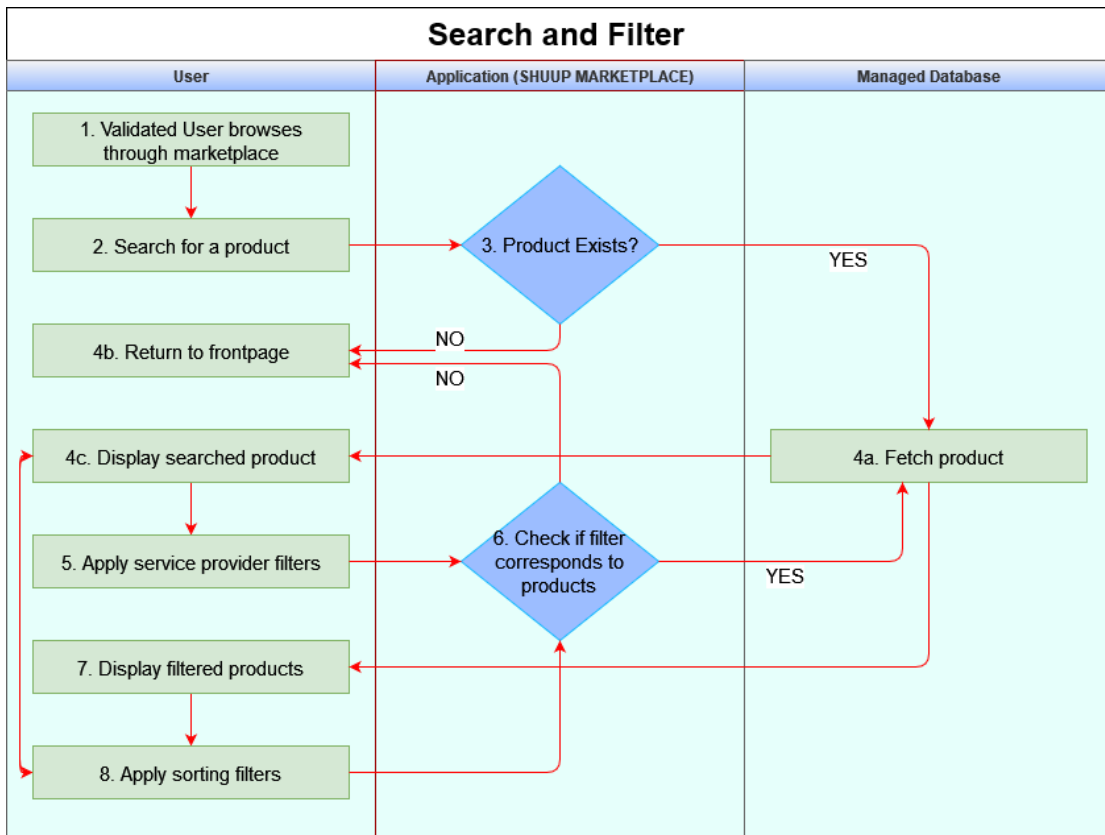 Search and Filter
User
Application (SHUUP MARKETPLACE)
Managed Database
1. Validated User browses
through marketplace
2. Search for a product
3. Product Exists?
YES
4b. Return to frontpage
NO
NO
4c. Display searched product
4a. Fetch product
5. Apply service provider filters
6. Check if filter
corresponds to
products
YES
7. Display filtered products
8. Apply sorting filters